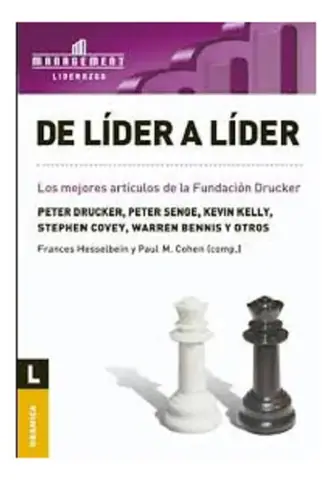 MANAGEMENT
LIDERAZGO
DE LÍDER A LÍDER
Los mejores artículos de la Fundación Drucker
PETER DRUCKER, PETER SENGE, KEVIN KELLY,
STEPHEN COVEY, WARREN BENNIS Y OTROS
Frances Hesselbein y Paul M. Cohen (comp.)
L
GRANICA